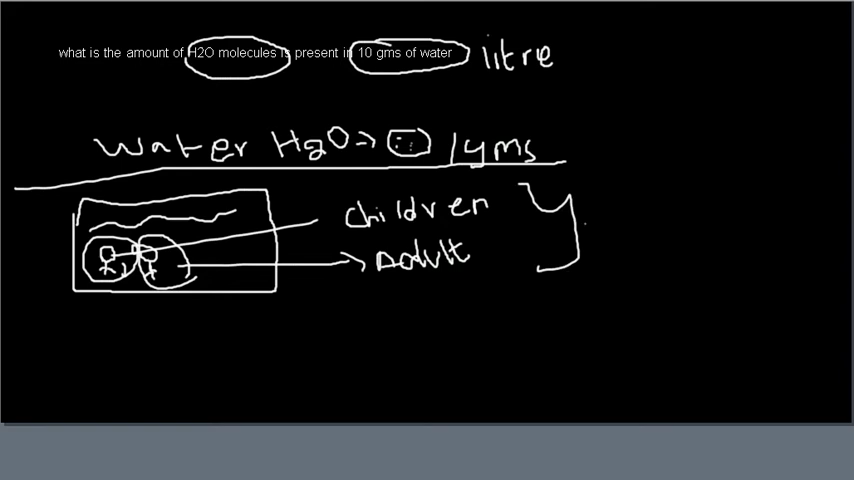 what is the amount of H2O molecules is present in 10 gms of water litre
Water H2O => 1gms
children
Adult
y